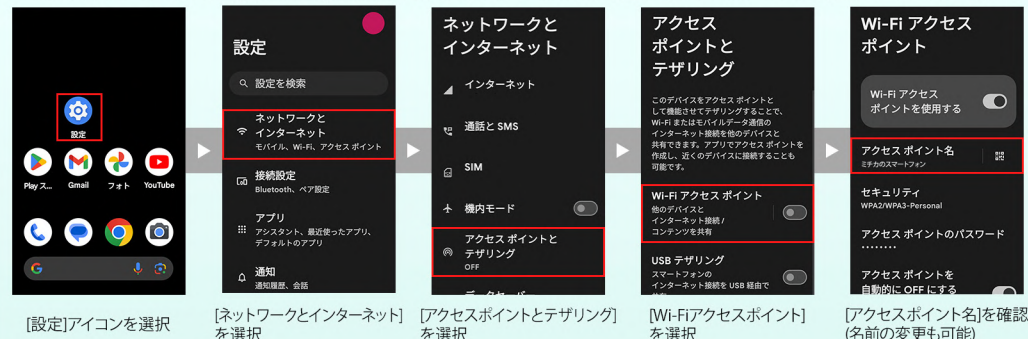 設定
Play ス...
Gmail
フォト
YouTube
[設定]アイコンを選択
設定
設定を検索
ネットワークと
インターネット
モバイル、Wi-Fi、アクセス ポイント
接続設定
Bluetooth、ペア設定
アプリ
アシスタント、最近使ったアプリ、
デフォルトのアプリ
通知
通知履歴、会話
[ネットワークとインターネット]
を選択
ネットワークと
インターネット
インターネット
通話と SMS
SIM
機内モード
アクセス ポイントと
テザリング
OFF
[アクセスポイントとテザリング]
を選択
アクセス
ポイントと
テザリング
このデバイスをアクセス ポイントと
して機能させてテザリングすることで、
Wi-Fi またはモバイルデータ通信の
インターネット接続を他のデバイスと
共有できます。アプリでアクセス ポイントを
作成し、近くのデバイスに接続することも
可能です。
Wi-Fi アクセス ポイント
他のデバイスと
インターネット接続 /
コンテンツを共有
USB テザリング
スマートフォンの
インターネット接続を USB 経由で
[Wi-Fiアクセスポイント]
を選択
Wi-Fi アクセス
ポイント
Wi-Fi アクセス
ポイントを使用する
アクセス ポイント名
ミチカのスマートフォン
セキュリティ
WPA2/WPA3-Personal
アクセス ポイントのパスワード
••••••••
アクセス ポイントを
自動的に OFF にする
[アクセスポイント名]を確認
(名前の変更も可能)